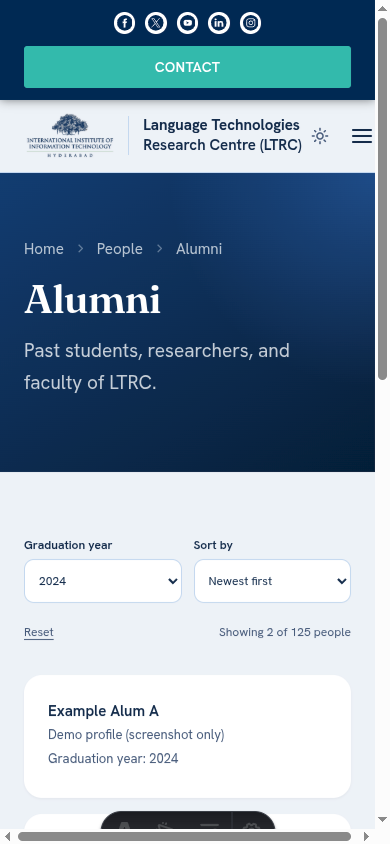 CONTACT
INTERNATIONAL INSTITUTE OF
INFORMATION TECHNOLOGY
HYDERABAD
Language Technologies
Research Centre (LTRC)
Home > People > Alumni
Alumni
Past students, researchers, and
faculty of LTRC.
Graduation year
Sort by
2024
Newest first
Reset
Showing 2 of 125 people
Example Alum A
Demo profile (screenshot only)
Graduation year: 2024